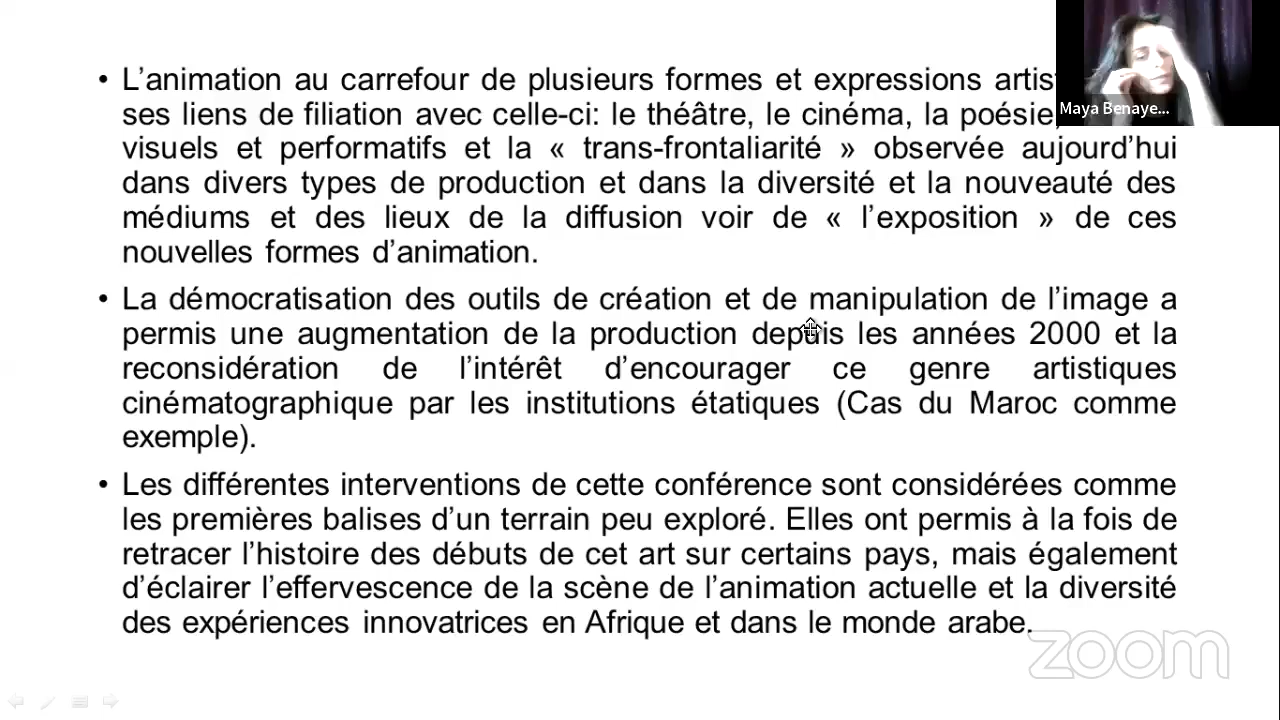 • L’animation au carrefour de plusieurs formes et expressions
ses liens de filiation avec celle-ci: le théâtre, le cinéma, la poésie,
visuels et performatifs et la « trans-frontaliarité » observée aujourd’hui
dans divers types de production et dans la diversité et la nouveauté des
médiums et des lieux de la diffusion voir de « l’exposition » de ces
nouvelles formes d’animation.
• La démocratisation des outils de création et de manipulation de l’image a
permis une augmentation de la production depuis les années 2000 et la
reconsidération de l’intérêt d’encourager ce genre artistiques
cinématographique par les institutions étatiques (Cas du Maroc comme
exemple).
• Les différentes interventions de cette conférence sont considérées comme
les premières balises d’un terrain peu exploré. Elles ont permis à la fois de
retracer l’histoire des débuts de cet art sur certains pays, mais également
d’éclairer l’effervescence de la scène de l’animation actuelle et la diversité
des expériences innovatrices en Afrique et dans le monde arabe.
Maya Benaye...
zoom